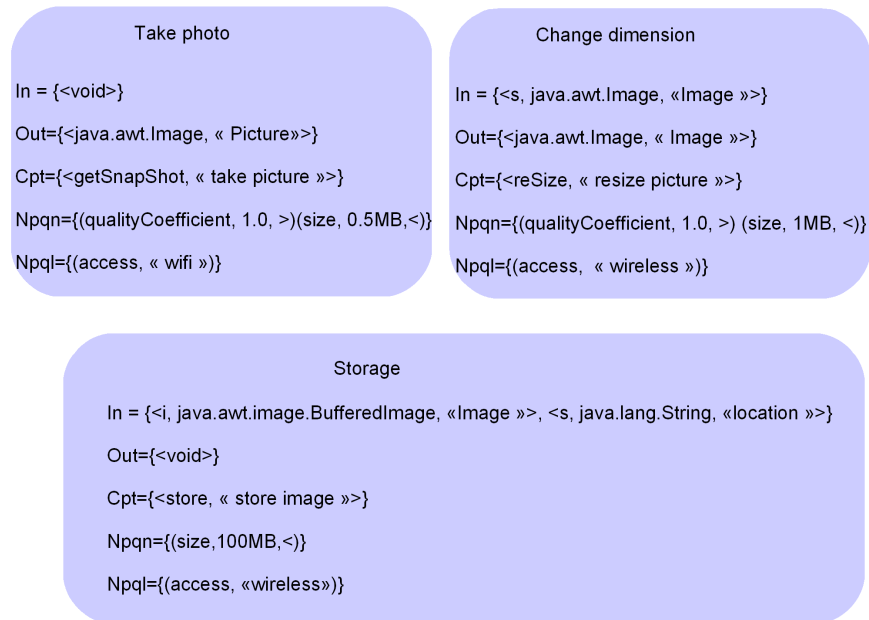 Take photo
In = {<void>}
Out={<java.awt.Image, « Picture»>}
Cpt={<getSnapShot, « take picture »>}
Npqn={(qualityCoefficient, 1.0, >)(size, 0.5MB,<)}
Npql={(access, « wifi »)}
Change dimension
In = {<s, java.awt.Image, «Image »>}
Out={<java.awt.Image, « Image »>}
Cpt={<reSize, « resize picture »>}
Npqn={(qualityCoefficient, 1.0, >) (size, 1MB,<)}
Npql={(access, « wireless »)}
Storage
In = {<i, java.awt.image.BufferedImage, «Image »>, <s, java.lang.String, «location »>}
Out={<void>}
Cpt={<store, « store image »>}
Npqn={(size,100MB,<)}
Npql={(access, «wireless»)}